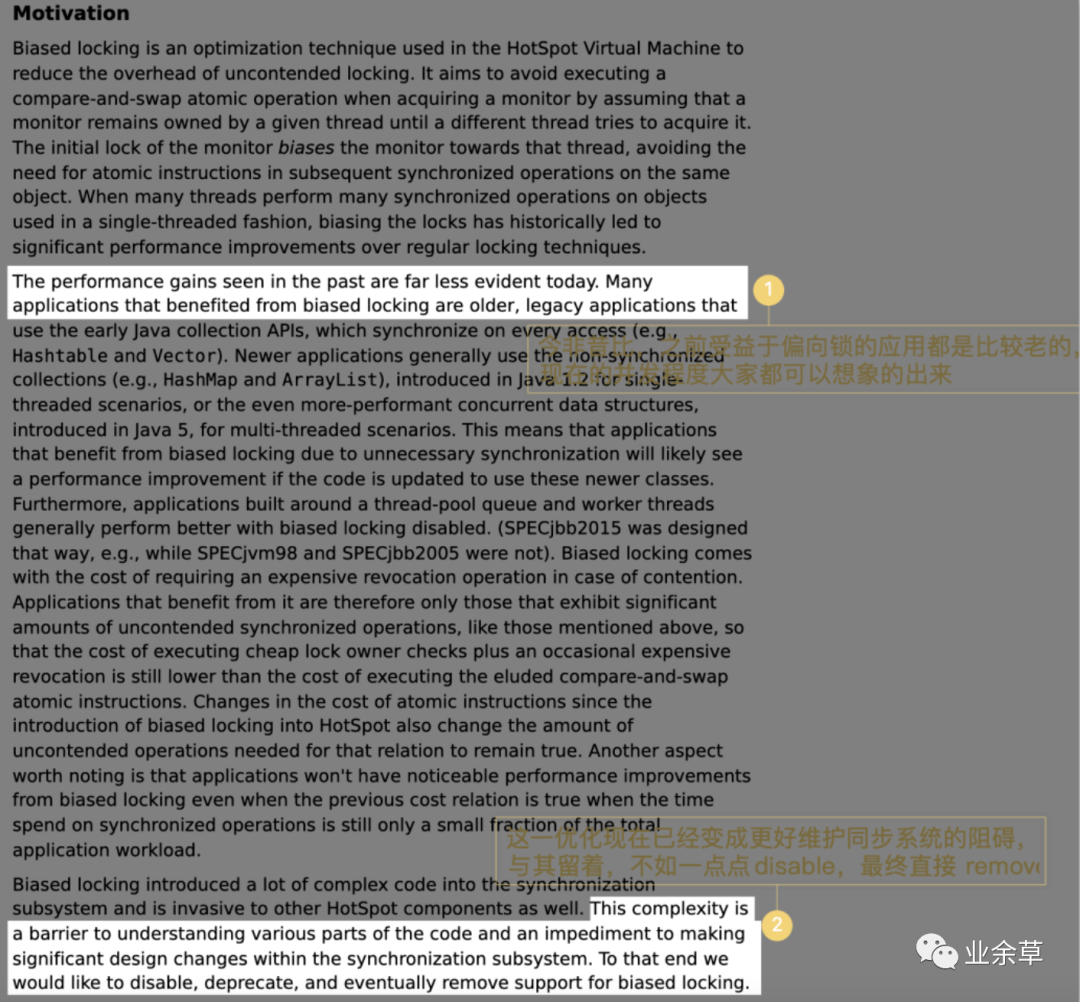 Motivation
Biased locking is an optimization technique used in the HotSpot Virtual Machine to
reduce the overhead of uncontended locking. It aims to avoid executing a
compare-and-swap atomic operation when acquiring a monitor by assuming that a
monitor remains owned by a given thread until a different thread tries to acquire it.
The initial lock of the monitor biases the monitor towards that thread, avoiding the
need for atomic instructions in subsequent synchronized operations on the same
object. When many threads perform many synchronized operations on objects
used in a single-threaded fashion, biasing the locks has historically led to
significant performance improvements over regular locking techniques.
The performance gains seen in the past are far less evident today. Many
applications that benefited from biased locking are older, legacy applications that
use the early Java collection APIs, which synchronize on every access (e.g.,
Hashtable and Vector). Newer applications generally use the non-synchronized
collections (e.g., HashMap and ArrayList), introduced in Java 1.2 for single-
threaded scenarios, or the even more-performant concurrent data structures,
introduced in Java 5, for multi-threaded scenarios. This means that applications
that benefit from biased locking due to unnecessary synchronization will likely see
a performance improvement if the code is updated to use these newer classes.
Furthermore, applications built around a thread-pool queue and worker threads
generally perform better with biased locking disabled. (SPECjbb2015 was designed
that way, e.g., while SPECjvm98 and SPECjbb2005 were not). Biased locking comes
with the cost of requiring an expensive revocation operation in case of contention.
Applications that benefit from it are therefore only those that exhibit significant
amounts of uncontended synchronized operations, like those mentioned above, so
that the cost of executing cheap lock owner checks plus an occasional expensive
revocation is still lower than the cost of executing the eluded compare-and-swap
atomic instructions. Changes in the cost of atomic instructions since the
introduction of biased locking into HotSpot also change the amount of
uncontended operations needed for that relation to remain true. Another aspect
worth noting is that applications won't have noticeable performance improvements
from biased locking even when the previous cost relation is true when the time
spend on synchronized operations is still only a small fraction of the total
application workload.
Biased locking introduced a lot of complex code into the synchronization
subsystem and is invasive to other HotSpot components as well. This complexity is
a barrier to understanding various parts of the code and an impediment to making
significant design changes within the synchronization subsystem. To that end we
would like to disable, deprecate, and eventually remove support for biased locking.
1
今非昔比，之前受益于偏向锁的应用都是比较老的，
现在的并发程度大家都可以想象的出来
2
这一优化现在已经变成更好维护同步系统的阻碍，
与其留着，不如一点点 disable，最终直接 remove
业余草